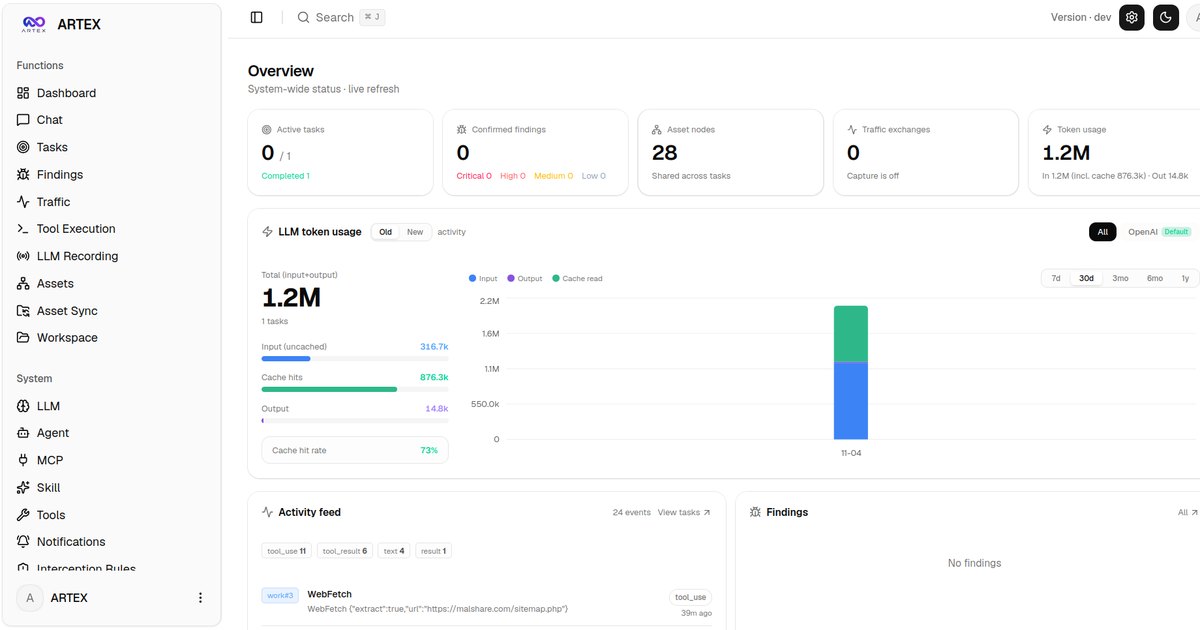 ARTEX
ARTEX
Functions
Dashboard
Chat
Tasks
Findings
Traffic
Tool Execution
LLM Recording
Assets
Asset Sync
Workspace
System
LLM
Agent
MCP
Skill
Tools
Notifications
Interception Rules
A ARTEX
Search ⌘ J
Version · dev
Overview
System-wide status · live refresh
Active tasks
0 / 1
Completed 1
Confirmed findings
0
Critical 0 High 0 Medium 0 Low 0
Asset nodes
28
Shared across tasks
Traffic exchanges
0
Capture is off
Token usage
1.2M
In 1.2M (incl. cache 876.3k) · Out 14.8k
LLM token usage Old New activity
All OpenAI Default
Total (input+output)
1.2M
1 tasks
Input (uncached) 316.7k
Cache hits 876.3k
Output 14.8k
Cache hit rate 73%
Input Output Cache read
7d 30d 3mo 6mo 1y
2.2M
1.6M
1.1M
550.0k
0
11-04
Activity feed 24 events View tasks ↗
tool_use 11 tool_result 6 text 4 result 1
work#3 WebFetch tool_use
WebFetch {"extract":true,"url":"https://malshare.com/sitemap.php"}
39m ago
Findings All ↗
No findings